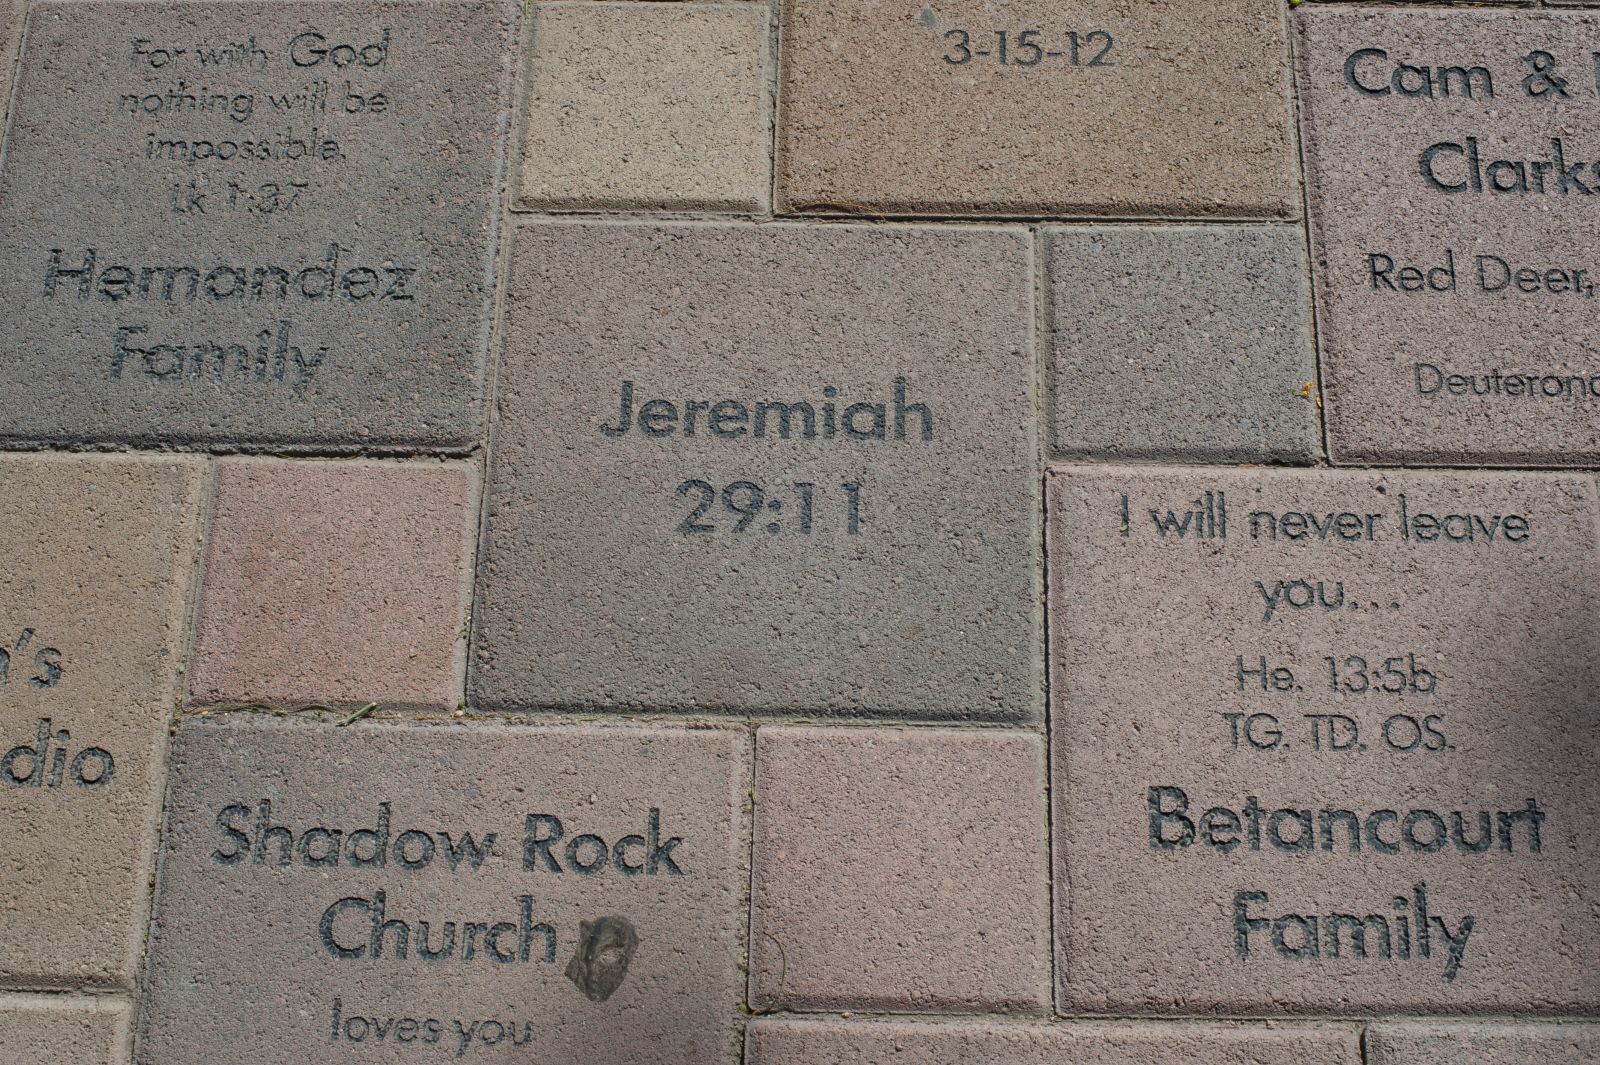 For with God
nothing will be
impossible.
Lk 1:37
Hernandez
Family
3-15-12
Cam &
Clarks
Red Deer,
Jeremiah
29:11
I will never leave
you...
He. 13:5b
TG. TD. OS.
Betancourt
Family
Shadow Rock
Church
loves you